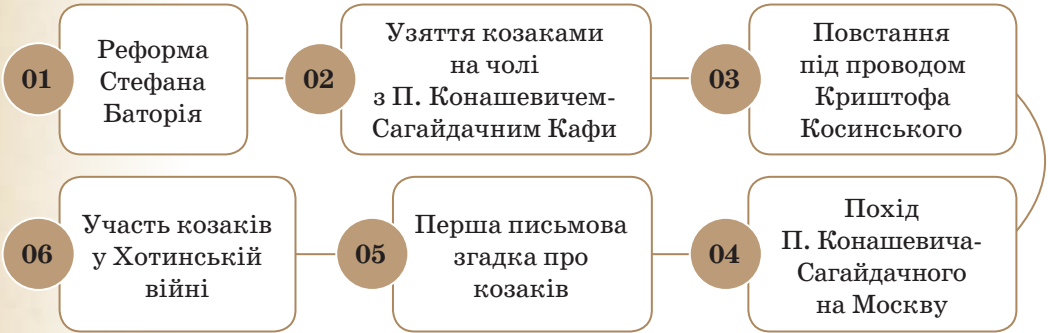 01
Реформа
Стефана
Баторія
02
Узяття козаками
на чолі
з П. Конашевичем-
Сагайдачним Кафи
03
Повстання
під проводом
Криштофа
Косинського
04
Похід
П. Конашевича-
Сагайдачного
на Москву
05
Перша письмова
згадка про
козаків
06
Участь козаків
у Хотинській
війні